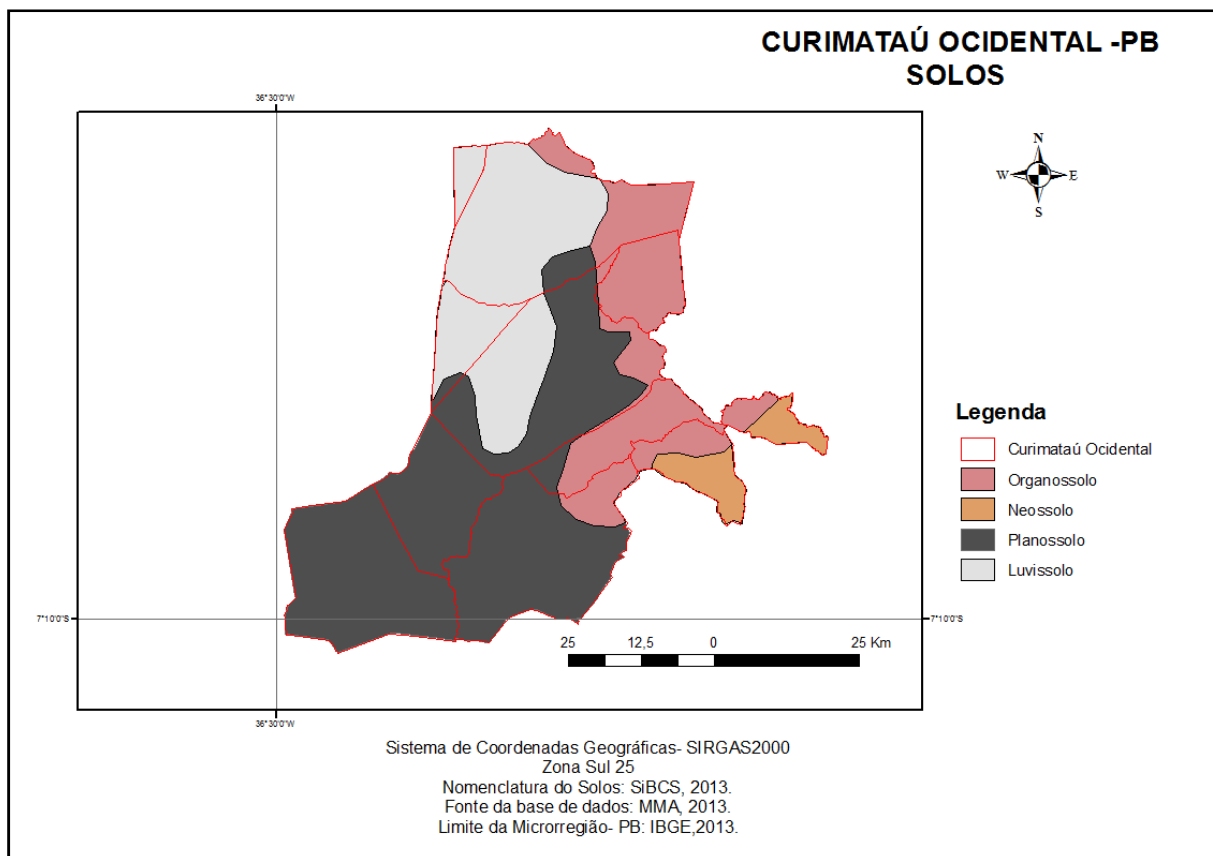 CURIMATAÚ OCIDENTAL -PB
SOLOS
36°30'0"W
N
W
E
S
Legenda
Curimataú Ocidental
Organossolo
Neossolo
Planossolo
Luvissolo
7°10'0"S
7°10'0"S
25 12,5 0 25 Km
36°30'0"W
Sistema de Coordenadas Geográficas- SIRGAS2000
Zona Sul 25
Nomenclatura do Solos: SiBCS, 2013.
Fonte da base de dados: MMA, 2013.
Limite da Microrregião- PB: IBGE,2013.